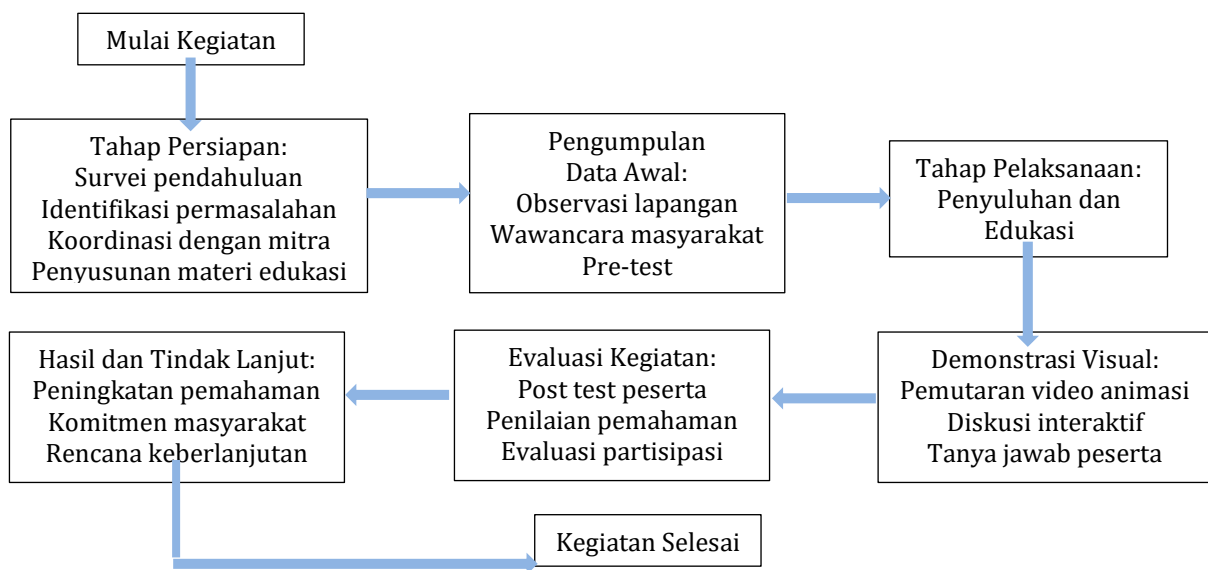 Mulai Kegiatan
Tahap Persiapan:
Survei pendahuluan
Identifikasi permasalahan
Koordinasi dengan mitra
Penyusunan materi edukasi
Pengumpulan
Data Awal:
Observasi lapangan
Wawancara masyarakat
Pre-test
Tahap Pelaksanaan:
Penyuluhan dan
Edukasi
Demonstrasi Visual:
Pemutaran video animasi
Diskusi interaktif
Tanya jawab peserta
Evaluasi Kegiatan:
Post test peserta
Penilaian pemahaman
Evaluasi partisipasi
Hasil dan Tindak Lanjut:
Peningkatan pemahaman
Komitmen masyarakat
Rencana keberlanjutan
Kegiatan Selesai